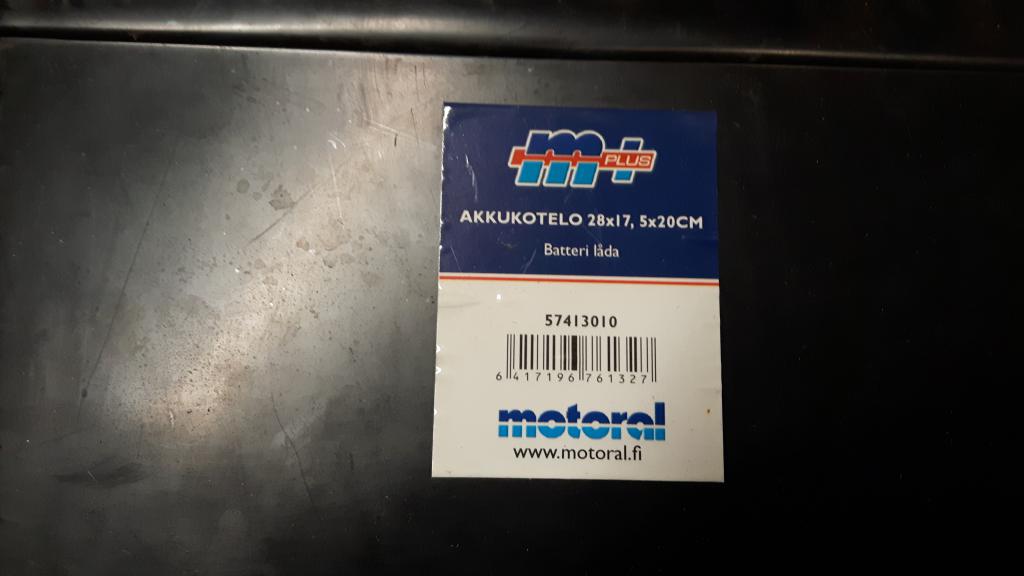 m+
PLUS
AKKUKOTELO 28x17, 5x20CM
Batteri låda
57413010
6 417196 761327
motoral
www.motoral.fi